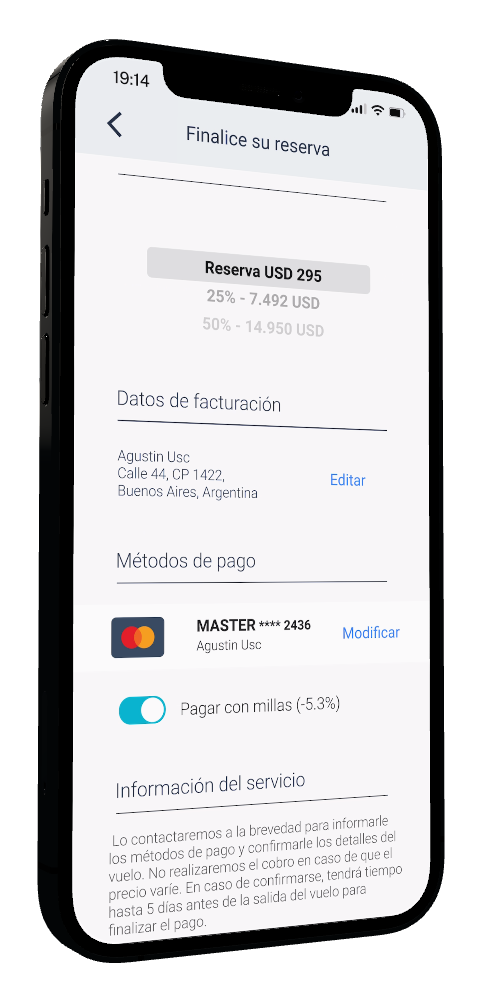 19:14
Finalice su reserva
Reserva USD 295
25% - 7.492 USD
50% - 14.950 USD
Datos de facturación
Agustin Usc
Calle 44, CP 1422,
Buenos Aires, Argentina
Editar
Métodos de pago
MASTER **** 2436
Agustin Usc
Modificar
Pagar con millas (-5.3%)
Información del servicio
Lo contactaremos a la brevedad para informarle
los métodos de pago y confirmarle los detalles del
vuelo. No realizaremos el cobro en caso de que el
precio varíe. En caso de confirmarse, tendrá tiempo
hasta 5 días antes de la salida del vuelo para
finalizar el pago.